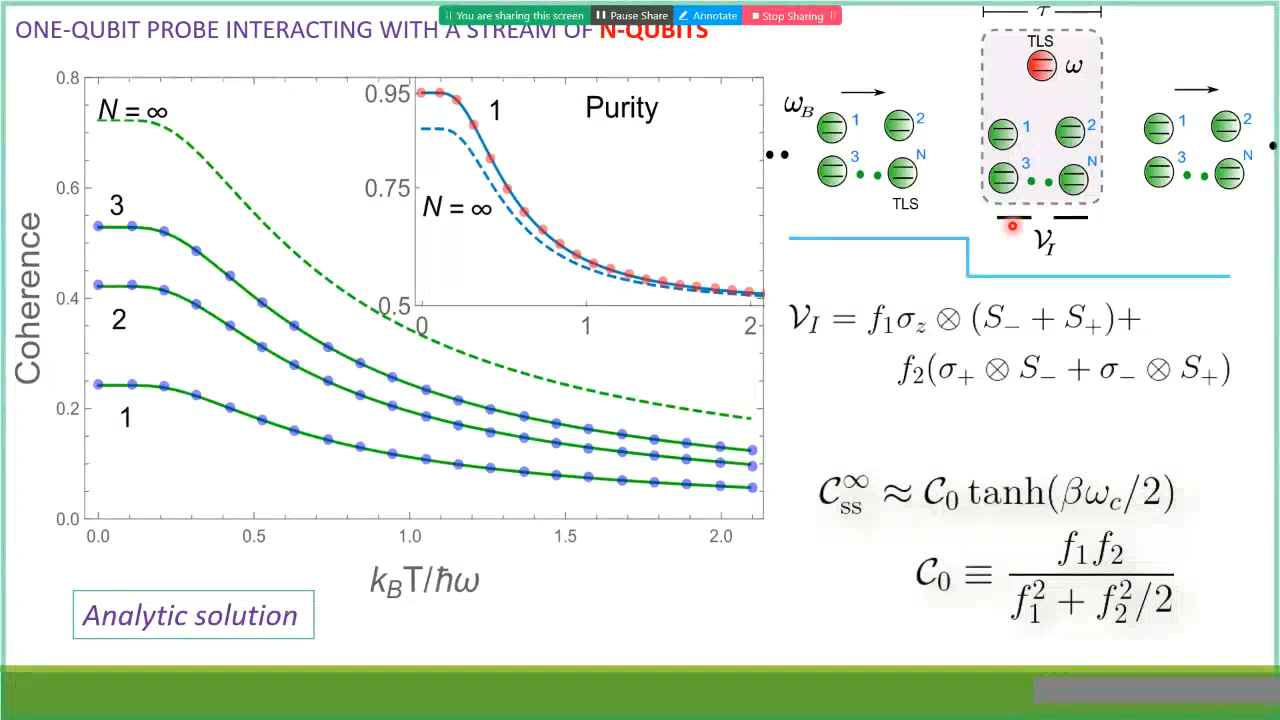 You are sharing this screen
Pause Share
Annotate
Stop Sharing
ONE-QUBIT PROBE INTERACTING WITH A STREAM OF N-QUBITS
0.8
0.6
0.4
0.2
0.0
Coherence
N = ∞
3
2
1
0.0 0.5 1.0 1.5 2.0
k_BT/ħω
0.95
0.75
0.5
1
Purity
N = ∞
0 1 2
Analytic solution
τ
TLS
ω
ω_B
1 2
3 N
TLS
1 2
3 N
1 2
3 N
𝒱_I
𝒱_I = f_1σ_z ⊗ (S_− + S_+)+
f_2(σ_+ ⊗ S_− + σ_− ⊗ S_+)
𝒞_ss^∞ ≈ 𝒞_0 tanh(βω_c/2)
𝒞_0 ≡ f_1f_2 / (f_1^2 + f_2^2/2)